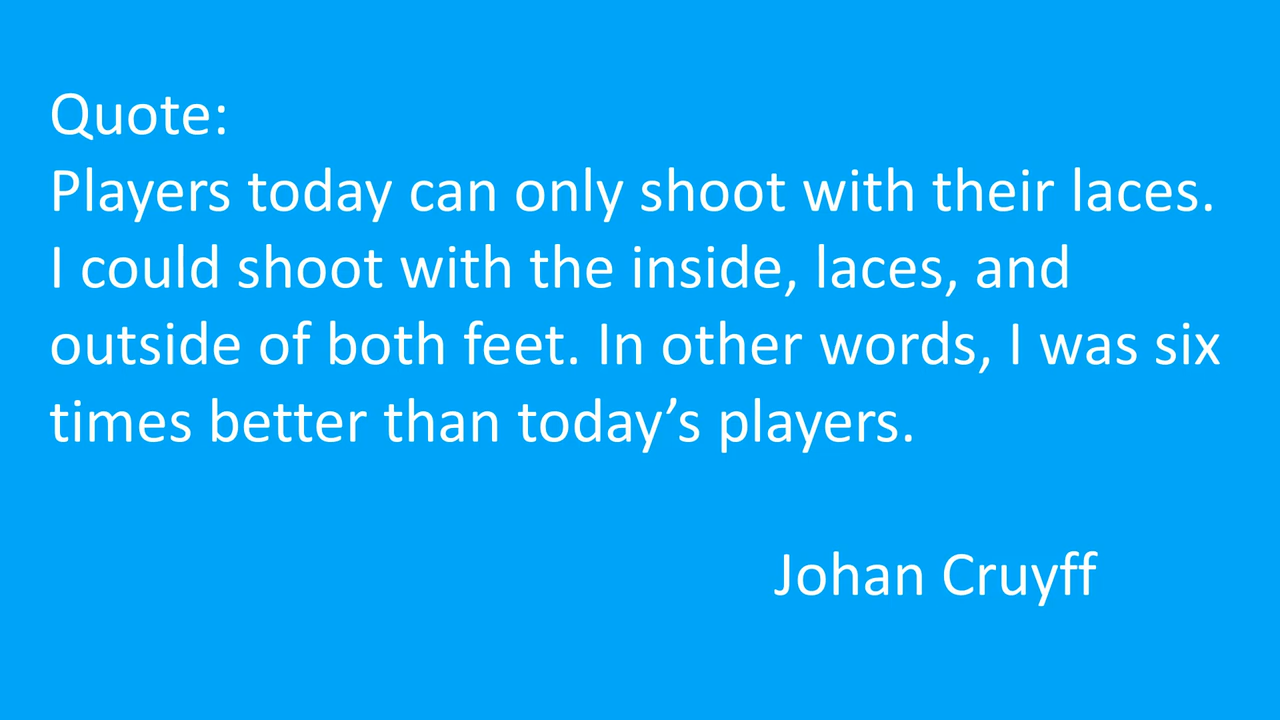 Quote:
Players today can only shoot with their laces.
I could shoot with the inside, laces, and
outside of both feet. In other words, I was six
times better than today’s players.
Johan Cruyff